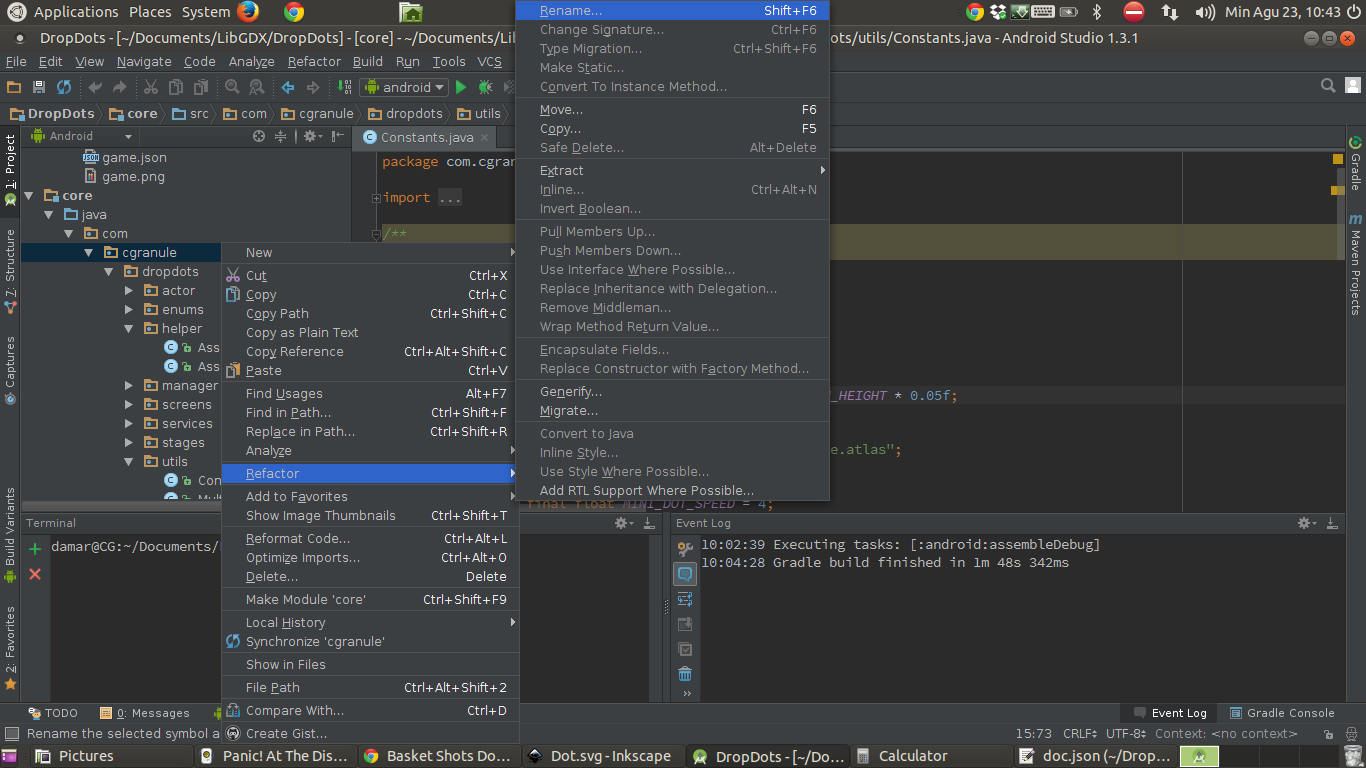 Applications Places System
Min Agu 23, 10:43
DropDots - [~/Documents/LibGDX/DropDots] - [core] - ~/Documents/Lib
ots/utils/Constants.java - Android Studio 1.3.1
File Edit View Navigate Code Analyze Refactor Build Run Tools VCS
android
DropDots core src com cgranule dropdots utils
1: Project
Z: Structure
Captures
Build Variants
2: Favorites
Android
game.json
game.png
core
java
com
cgranule
dropdots
actor
enums
helper
Ass
Ass
manager
screens
services
stages
utils
Con
Constants.java
package com.cgran
import ...
/**
_HEIGHT * 0.05f;
e.atlas";
final float MINI_DOT_SPEED = 4;
New
Cut Ctrl+X
Copy Ctrl+C
Copy Path Ctrl+Shift+C
Copy as Plain Text
Copy Reference Ctrl+Alt+Shift+C
Paste Ctrl+V
Find Usages Alt+F7
Find in Path... Ctrl+Shift+F
Replace in Path... Ctrl+Shift+R
Analyze
Refactor
Add to Favorites
Show Image Thumbnails Ctrl+Shift+T
Reformat Code... Ctrl+Alt+L
Optimize Imports... Ctrl+Alt+O
Delete... Delete
Make Module 'core' Ctrl+Shift+F9
Local History
Synchronize 'cgranule'
Show in Files
File Path Ctrl+Alt+Shift+2
Compare With... Ctrl+D
Create Gist...
Rename... Shift+F6
Change Signature... Ctrl+F6
Type Migration... Ctrl+Shift+F6
Make Static...
Convert To Instance Method...
Move... F6
Copy... F5
Safe Delete... Alt+Delete
Extract
Inline... Ctrl+Alt+N
Invert Boolean...
Pull Members Up...
Push Members Down...
Use Interface Where Possible...
Replace Inheritance with Delegation...
Remove Middleman...
Wrap Method Return Value...
Encapsulate Fields...
Replace Constructor with Factory Method...
Generify...
Migrate...
Convert to Java
Inline Style...
Use Style Where Possible...
Add RTL Support Where Possible...
Gradle
m Maven Projects
Terminal
damar@CG:~/Documents/
Event Log
10:02:39 Executing tasks: [:android:assembleDebug]
10:04:28 Gradle build finished in 1m 48s 342ms
TODO 0: Messages
Event Log Gradle Console
Rename the selected symbol a
15:73 CRLF UTF-8 Context: <no context>
Pictures
Panic! At The Dis...
Basket Shots Do...
Dot.svg - Inkscape
DropDots - [~/Do...
Calculator
doc.json (~/Drop...